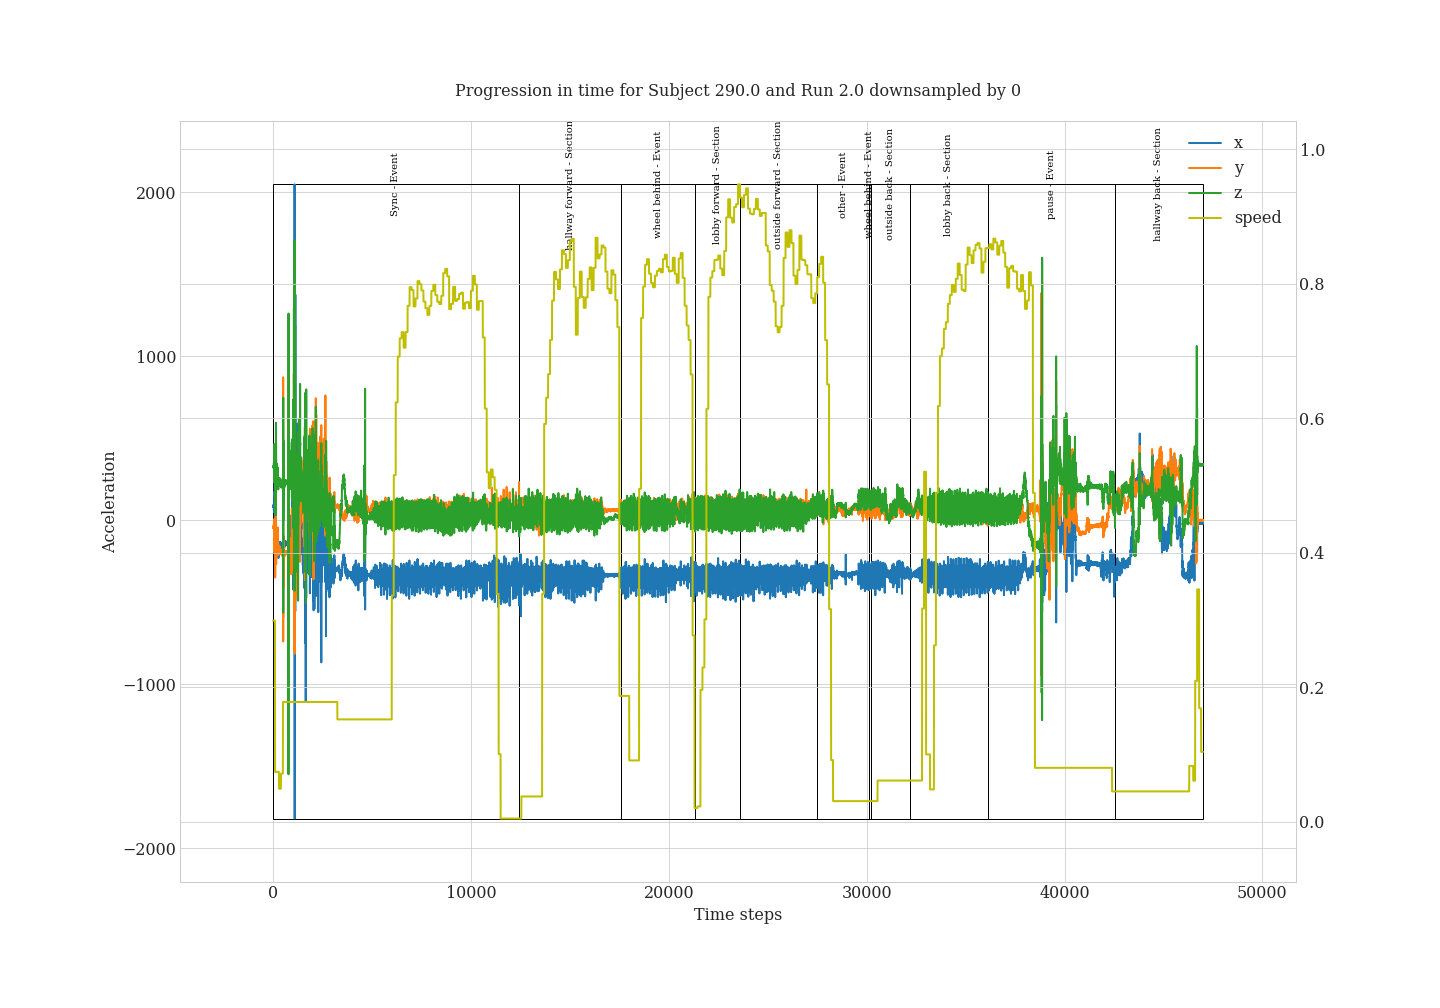 Progression in time for Subject 290.0 and Run 2.0 downsampled by 0
Sync - Event
hallway forward - Section
wheel behind - Event
lobby forward - Section
outside forward - Section
other - Event
wheel behind - Event
outside back - Section
lobby back - Section
pause - Event
hallway back - Section
x
y
z
speed
2000
1000
0
−1000
−2000
Acceleration
1.0
0.8
0.6
0.4
0.2
0.0
0
10000
20000
30000
40000
50000
Time steps